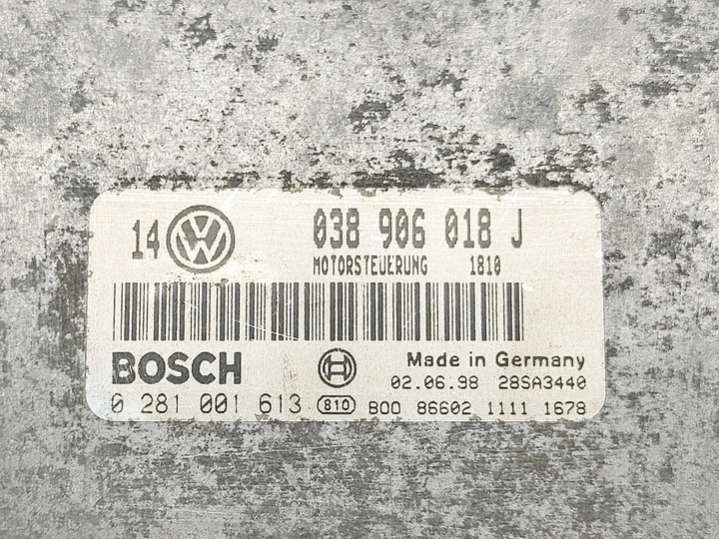 14 VW 038 906 018 J
MOTORSTEUERUNG 1810
BOSCH Made in Germany
02.06.98 28SA3440
0 281 001 613 810 B00 86602 1111 1678